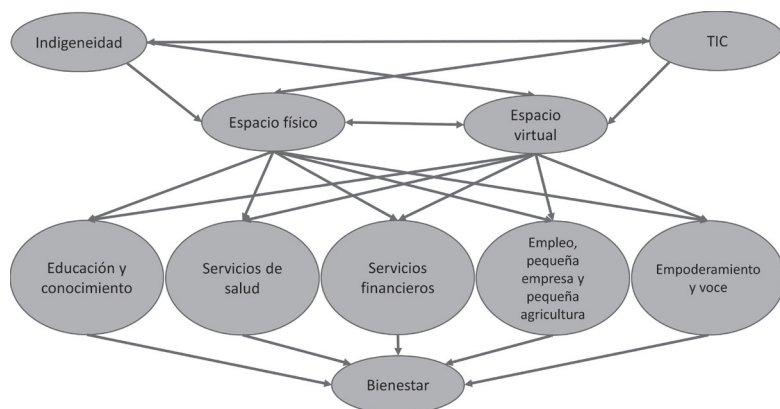 Indigeneidad
TIC
Espacio físico
Espacio
virtual
Educación y
conocimiento
Servicios de
salud
Servicios
financieros
Empleo,
pequeña
empresa y
pequeña
agricultura
Empoderamiento
y voce
Bienestar